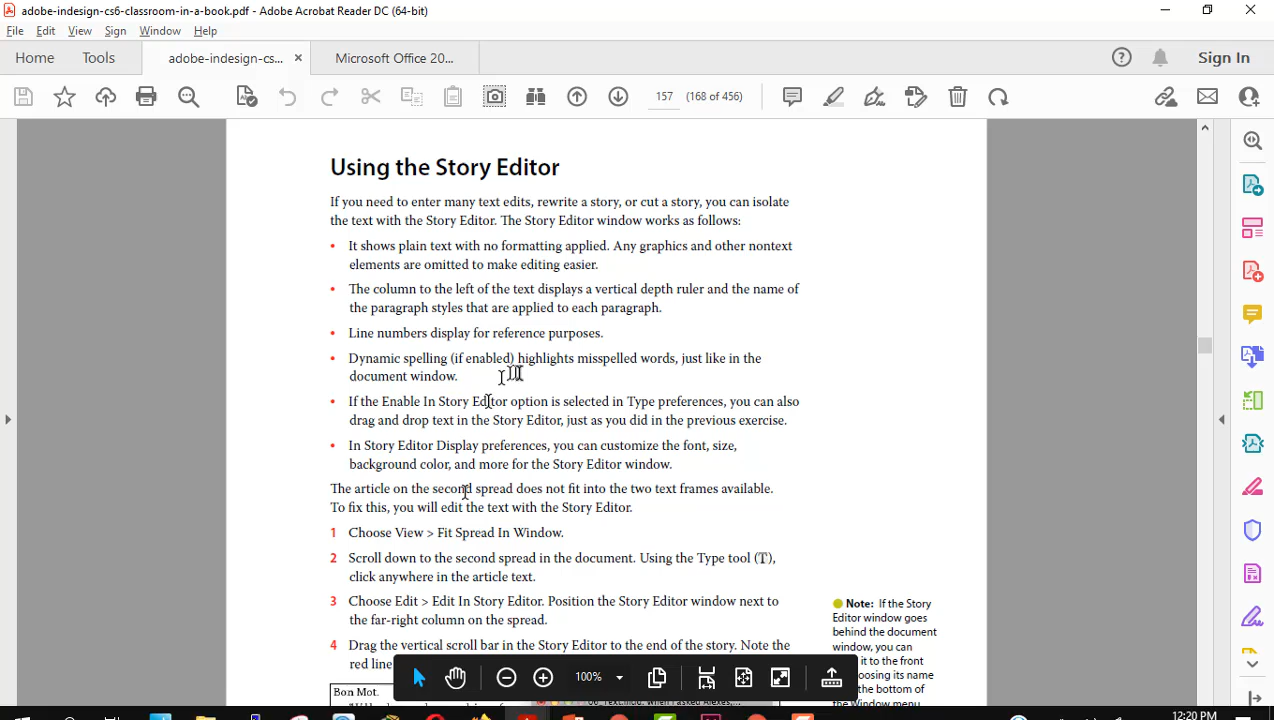 adobe-indesign-cs6-classroom-in-a-book.pdf - Adobe Acrobat Reader DC (64-bit)
File Edit View Sign Window Help
Home Tools adobe-indesign-cs... × Microsoft Office 20... Sign In
157 (168 of 456)
Using the Story Editor
If you need to enter many text edits, rewrite a story, or cut a story, you can isolate
the text with the Story Editor. The Story Editor window works as follows:
• It shows plain text with no formatting applied. Any graphics and other nontext
elements are omitted to make editing easier.
• The column to the left of the text displays a vertical depth ruler and the name of
the paragraph styles that are applied to each paragraph.
• Line numbers display for reference purposes.
• Dynamic spelling (if enabled) highlights misspelled words, just like in the
document window.
• If the Enable In Story Editor option is selected in Type preferences, you can also
drag and drop text in the Story Editor, just as you did in the previous exercise.
• In Story Editor Display preferences, you can customize the font, size,
background color, and more for the Story Editor window.
The article on the second spread does not fit into the two text frames available.
To fix this, you will edit the text with the Story Editor.
1 Choose View > Fit Spread In Window.
2 Scroll down to the second spread in the document. Using the Type tool (T),
click anywhere in the article text.
3 Choose Edit > Edit In Story Editor. Position the Story Editor window next to
the far-right column on the spread.
4 Drag the vertical scroll bar in the Story Editor to the end of the story. Note the
red line
Note: If the Story
Editor window goes
behind the document
window, you can
it to the front
hoosing its name
the bottom of
Window menu
100%
Bon Mot.
12:20 PM